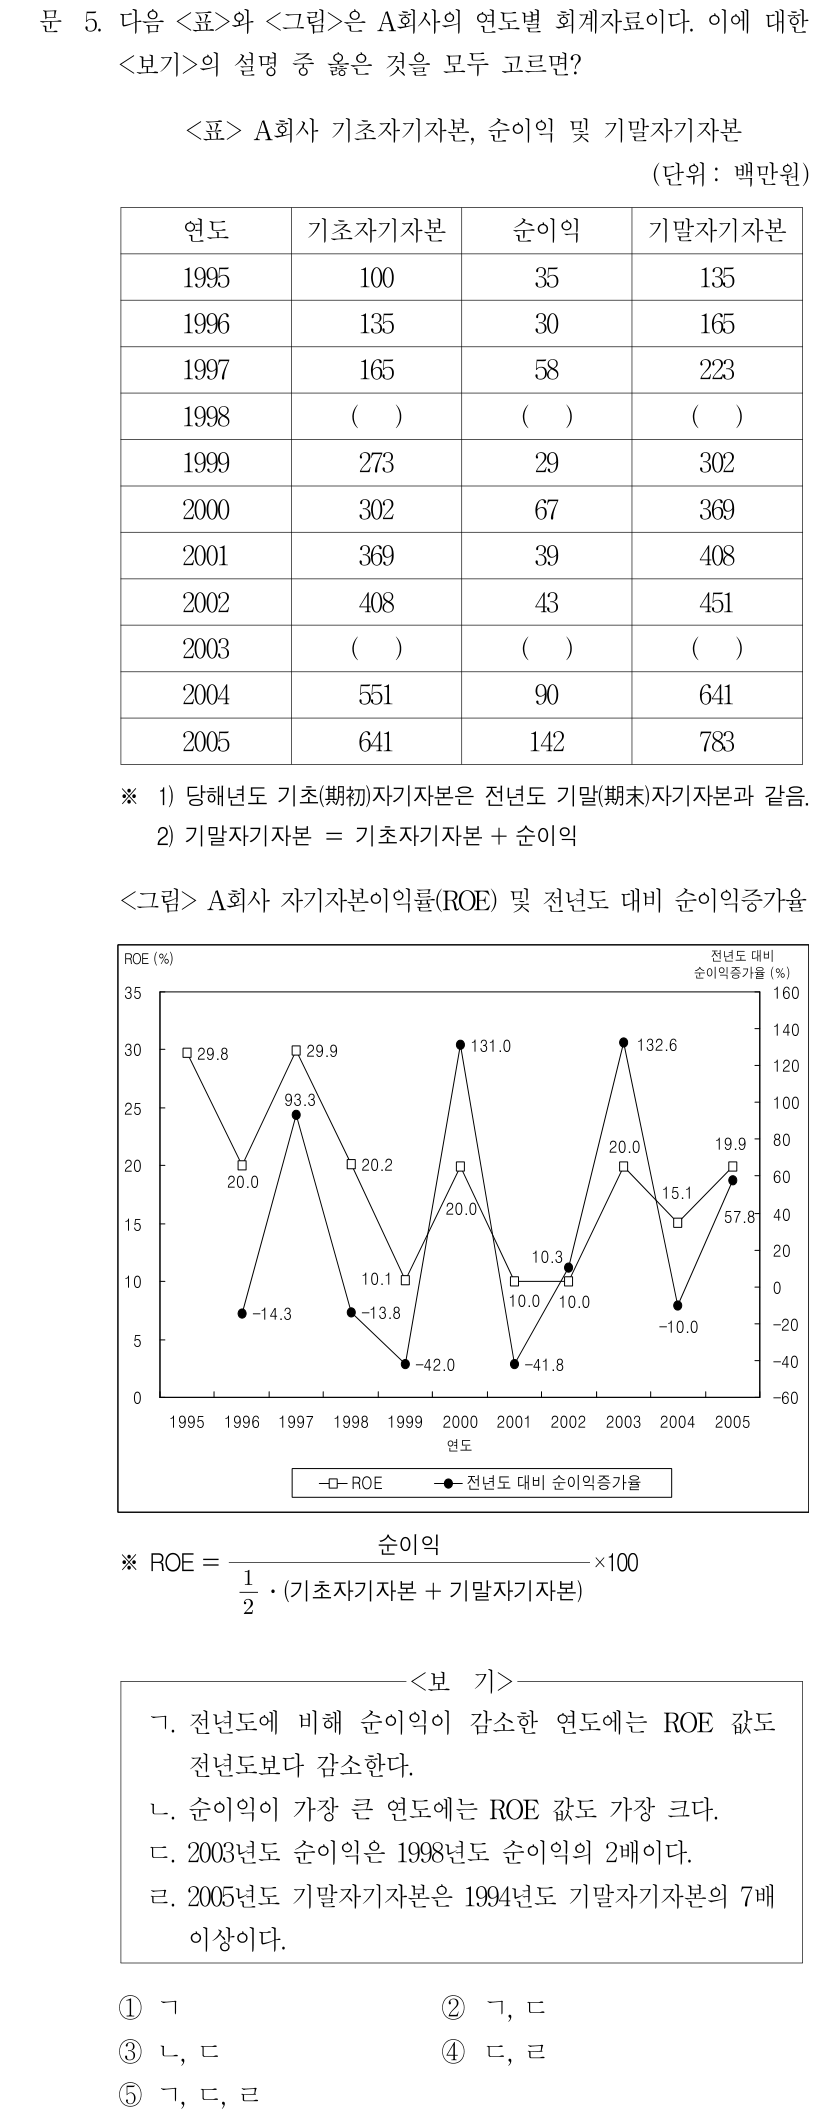 문 5. 다음 <표>와 <그림>은 A회사의 연도별 회계자료이다. 이에 대한
<보기>의 설명 중 옳은 것을 모두 고르면?
<표> A회사 기초자기자본, 순이익 및 기말자기자본
(단위 : 백만원)
연도 기초자기자본 순이익 기말자기자본
1995 100 35 135
1996 135 30 165
1997 165 58 223
1998 ( ) ( ) ( )
1999 273 29 302
2000 302 67 369
2001 369 39 408
2002 408 43 451
2003 ( ) ( ) ( )
2004 551 90 641
2005 641 142 783
※ 1) 당해년도 기초(期初)자기자본은 전년도 기말(期末)자기자본과 같음.
2) 기말자기자본 = 기초자기자본 + 순이익
<그림> A회사 자기자본이익률(ROE) 및 전년도 대비 순이익증가율
ROE (%)
전년도 대비
순이익증가율 (%)
35 160
140
30 29.8 29.9 131.0 132.6
120
25 93.3 100
80
20 20.0 20.2 20.0 20.0 19.9
60
15 15.1 57.8 40
20
10 10.1 10.0 10.3 10.0 0
-14.3 -13.8 -10.0 -20
5 -42.0 -41.8 -40
0 -60
1995 1996 1997 1998 1999 2000 2001 2002 2003 2004 2005
연도
ROE 전년도 대비 순이익증가율
※ ROE = 순이익
1/2 · (기초자기자본 + 기말자기자본) ×100
<보 기>
ㄱ. 전년도에 비해 순이익이 감소한 연도에는 ROE 값도
전년도보다 감소한다.
ㄴ. 순이익이 가장 큰 연도에는 ROE 값도 가장 크다.
ㄷ. 2003년도 순이익은 1998년도 순이익의 2배이다.
ㄹ. 2005년도 기말자기자본은 1994년도 기말자기자본의 7배
이상이다.
① ㄱ ② ㄱ, ㄷ
③ ㄴ, ㄷ ④ ㄷ, ㄹ
⑤ ㄱ, ㄷ, ㄹ